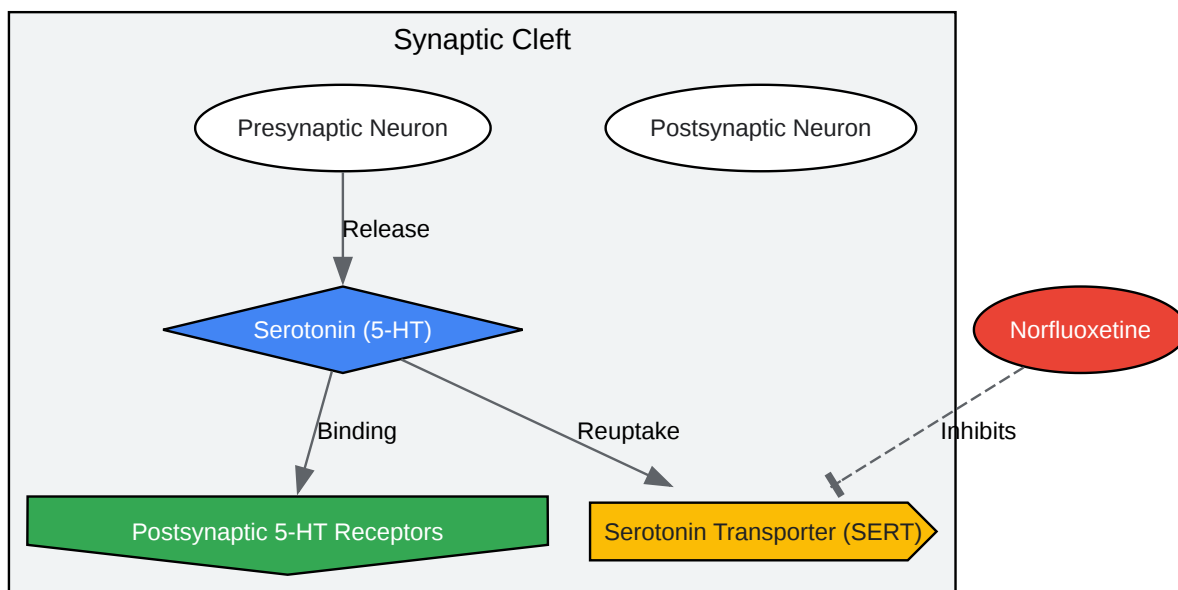 Synaptic Cleft
Presynaptic Neuron
Postsynaptic Neuron
Release
Serotonin (5-HT)
Norfluoxetine
Binding
Reuptake
Inhibits
Postsynaptic 5-HT Receptors
Serotonin Transporter (SERT)